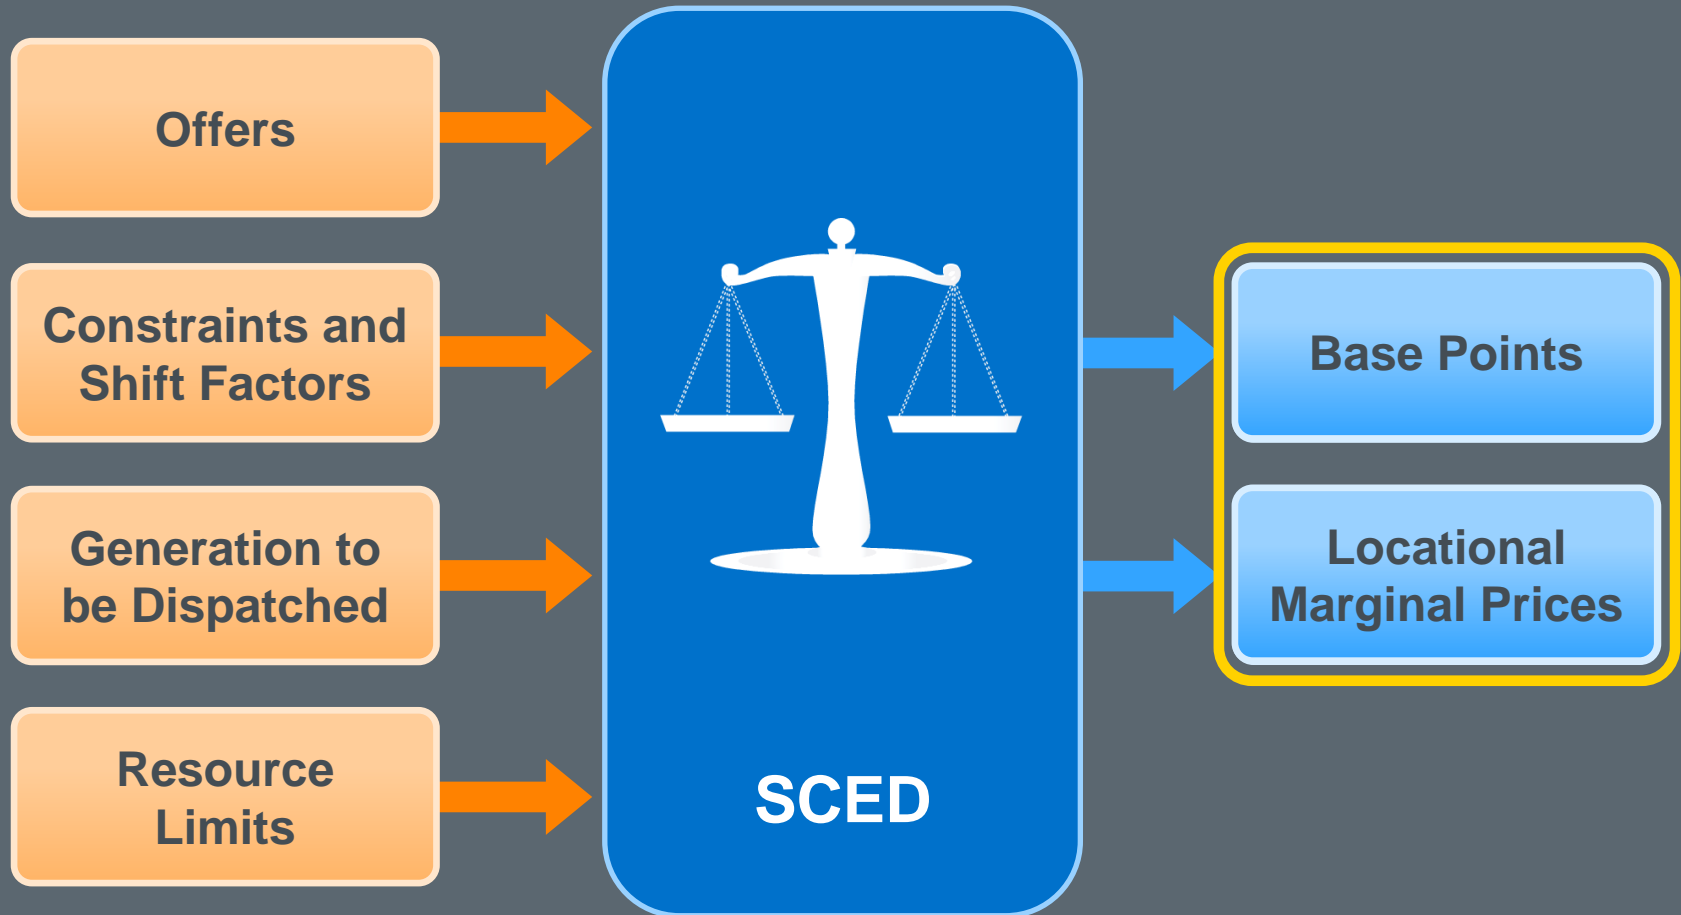 Offers
Constraints and
Shift Factors
Generation to
be Dispatched
Resource
Limits
SCED
Base Points
Locational
Marginal Prices